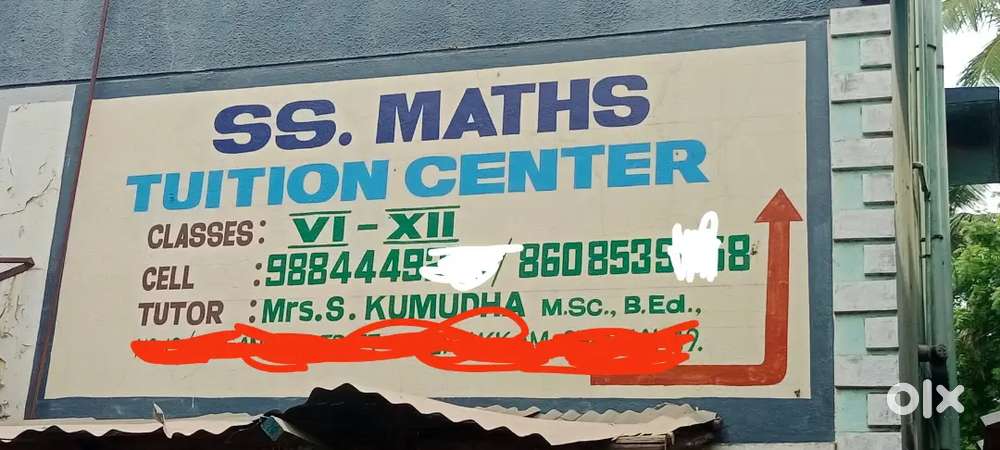 SS. MATHS
TUITION CENTER
CLASSES: VI - XII
CELL :
TUTOR : Mrs. S. KUMUDHA M.SC., B.Ed.,
olx